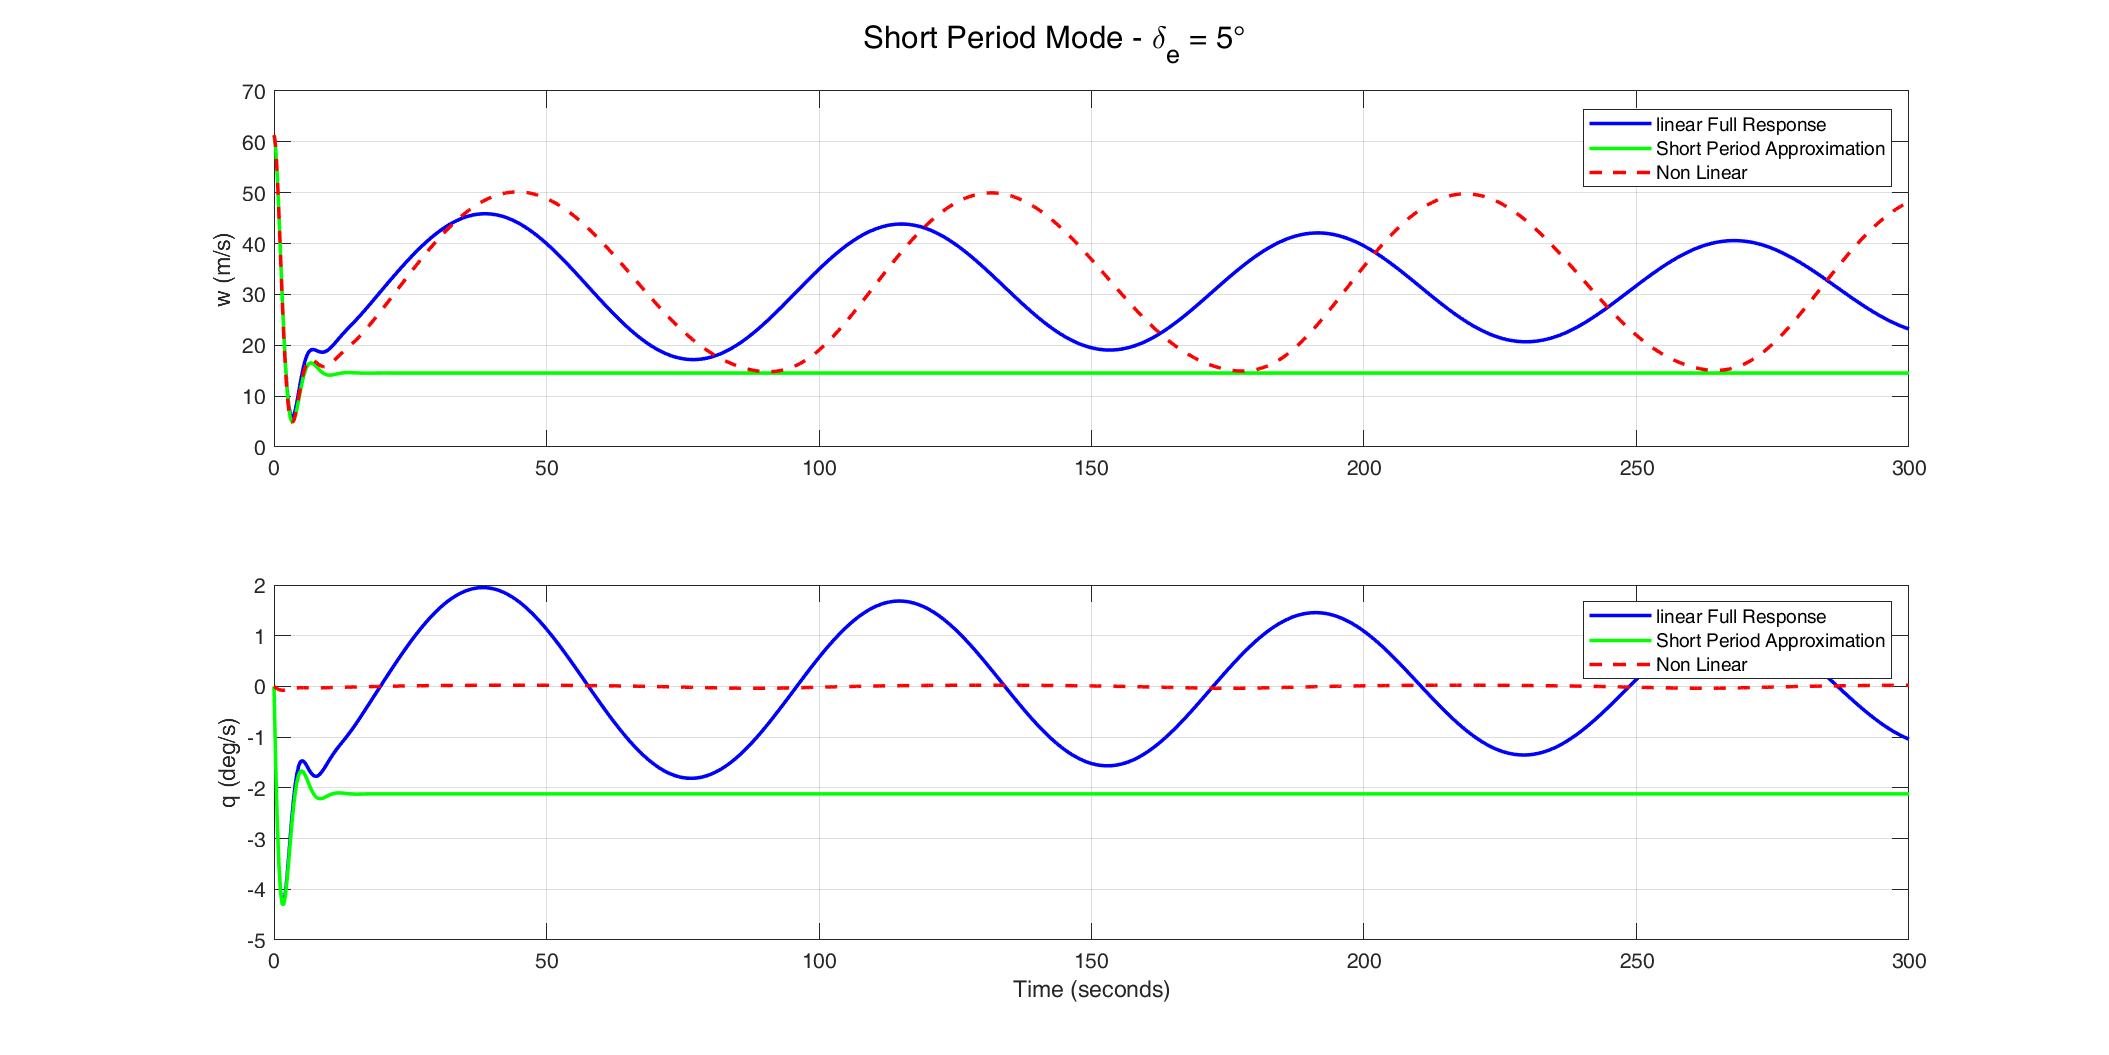 Short Period Mode - δe = 5°
70
60
50
40
30
20
10
0
w (m/s)
linear Full Response
Short Period Approximation
Non Linear
0 50 100 150 200 250 300
2
1
0
-1
-2
-3
-4
-5
q (deg/s)
linear Full Response
Short Period Approximation
Non Linear
0 50 100 150 200 250 300
Time (seconds)